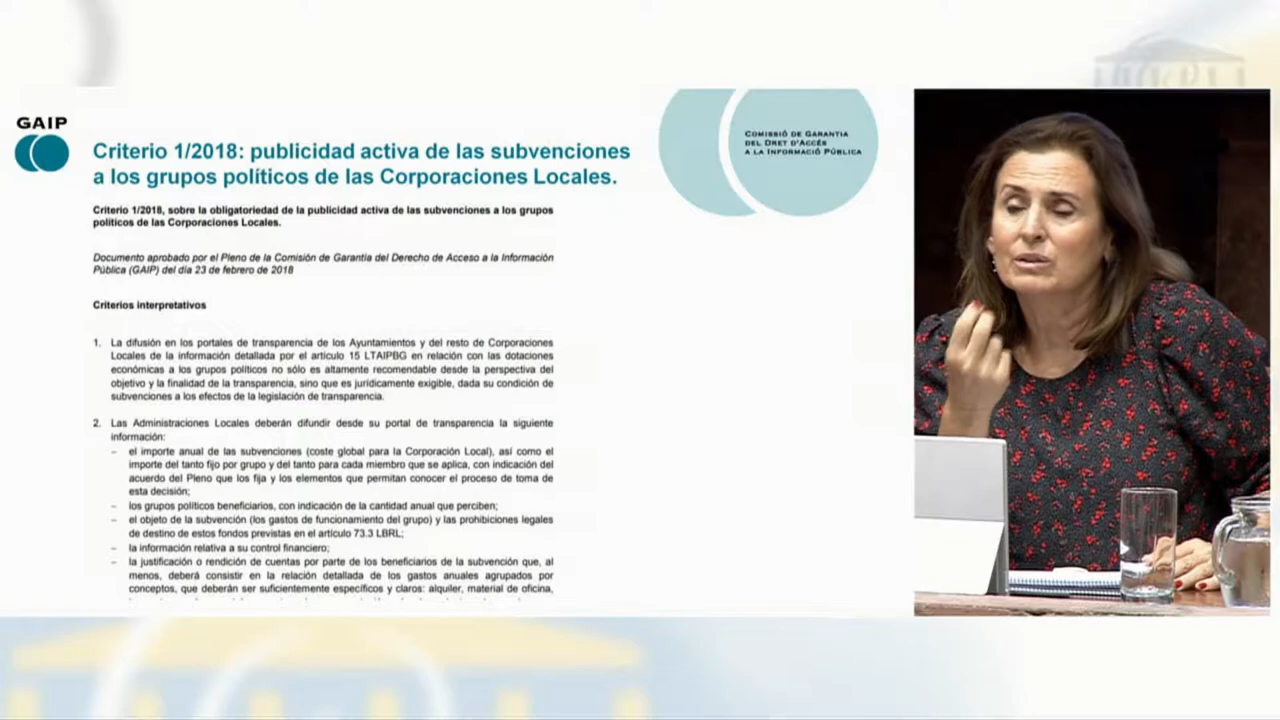 GAIP
Criterio 1/2018: publicidad activa de las subvenciones
a los grupos políticos de las Corporaciones Locales.
COMISSIÓ DE GARANTIA
DEL DRET D'ACCÉS
A LA INFORMACIÓ PÚBLICA
Criterio 1/2018, sobre la obligatoriedad de la publicidad activa de las subvenciones a los grupos
políticos de las Corporaciones Locales.
Documento aprobado por el Pleno de la Comisión de Garantía del Derecho de Acceso a la Información
Pública (GAIP) del día 23 de febrero de 2018
Criterios interpretativos
1. La difusión en los portales de transparencia de los Ayuntamientos y del resto de Corporaciones
Locales de la información detallada por el artículo 15 LTAIPBG en relación con las dotaciones
económicas a los grupos políticos no sólo es altamente recomendable desde la perspectiva del
objetivo y la finalidad de la transparencia, sino que es jurídicamente exigible, dada su condición de
subvenciones a los efectos de la legislación de transparencia.
2. Las Administraciones Locales deberán difundir desde su portal de transparencia la siguiente
información:
– el importe anual de las subvenciones (coste global para la Corporación Local), así como el
importe del tanto fijo por grupo y del tanto para cada miembro que se aplica, con indicación del
acuerdo del Pleno que los fija y los elementos que permitan conocer el proceso de toma de
esta decisión;
– los grupos políticos beneficiarios, con indicación de la cantidad anual que perciben;
– el objeto de la subvención (los gastos de funcionamiento del grupo) y las prohibiciones legales
de destino de estos fondos previstas en el artículo 73.3 LBRL;
– la información relativa a su control financiero;
– la justificación o rendición de cuentas por parte de los beneficiarios de la subvención que, al
menos, deberá consistir en la relación detallada de los gastos anuales agrupados por
conceptos, que deberán ser suficientemente específicos y claros: alquiler, material de oficina,